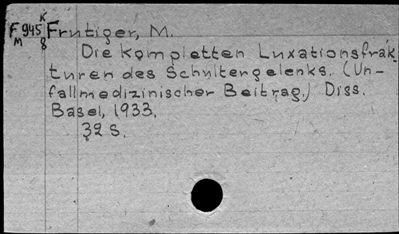 K
F 945 Frutiger, M.
M 8
Die kompletten Luxationsfrak-
turen des Schultergelenks. (Un-
fallmedizinischer Beitrag.) Diss.
Basel, 1933.
32 S.